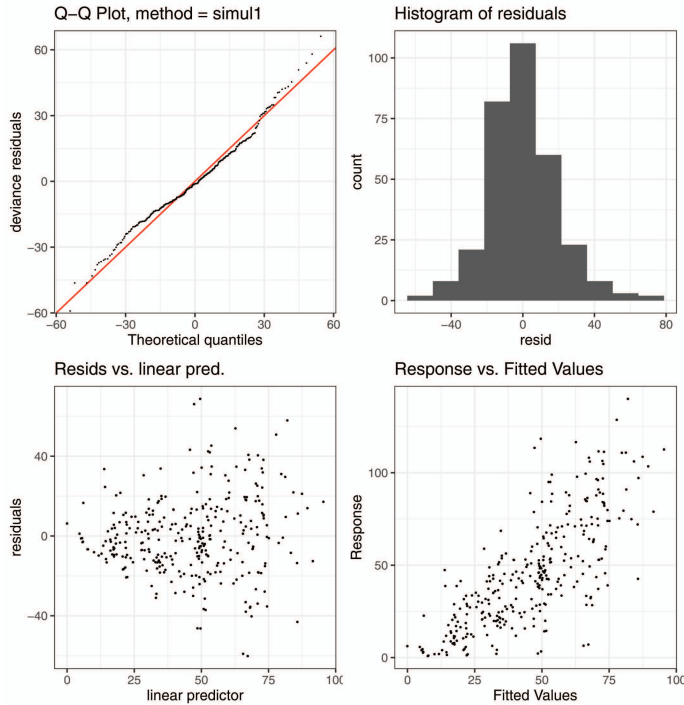 Q−Q Plot, method = simul1
deviance residuals
60
30
0
−30
−60
−60 −30 0 30 60
Theoretical quantiles
Histogram of residuals
count
100
75
50
25
0
−40 0 40 80
resid
Resids vs. linear pred.
residuals
40
0
−40
0 25 50 75 100
linear predictor
Response vs. Fitted Values
Response
100
50
0
0 25 50 75 100
Fitted Values